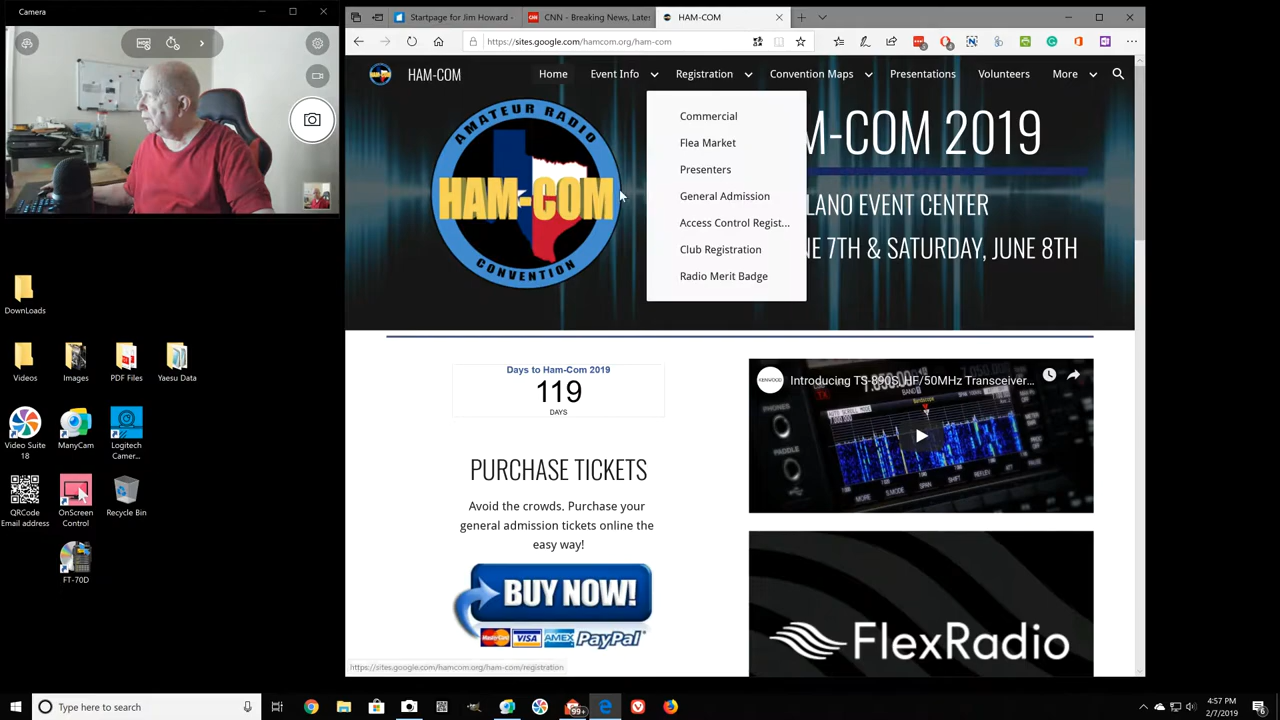 Camera
Startpage for Jim Howard -
CNN - Breaking News, Lates
HAM-COM
https://sites.google.com/hamcom.org/ham-com
HAM-COM
Home
Event Info
Registration
Convention Maps
Presentations
Volunteers
More
Commercial
Flea Market
Presenters
General Admission
Access Control Regist...
Club Registration
Radio Merit Badge
AMATEUR RADIO
HAM-COM
CONVENTION
M-COM 2019
LANO EVENT CENTER
NE 7TH & SATURDAY, JUNE 8TH
DownLoads
Videos
Images
PDF Files
Yaesu Data
Video Suite
18
ManyCam
Logitech
Camer...
QRCode
Email address
OnScreen
Control
Recycle Bin
FT-70D
Days to Ham-Com 2019
119
DAYS
PURCHASE TICKETS
Avoid the crowds. Purchase your
general admission tickets online the
easy way!
BUY NOW!
MasterCard VISA AMEX PayPal
KENWOOD
Introducing TS-890S, HF/50MHz Transceiver...
PHONES
PADDLE
FlexRadio
https://sites.google.com/hamcom.org/ham-com/registration
Type here to search
99+
4:57 PM
2/7/2019
6